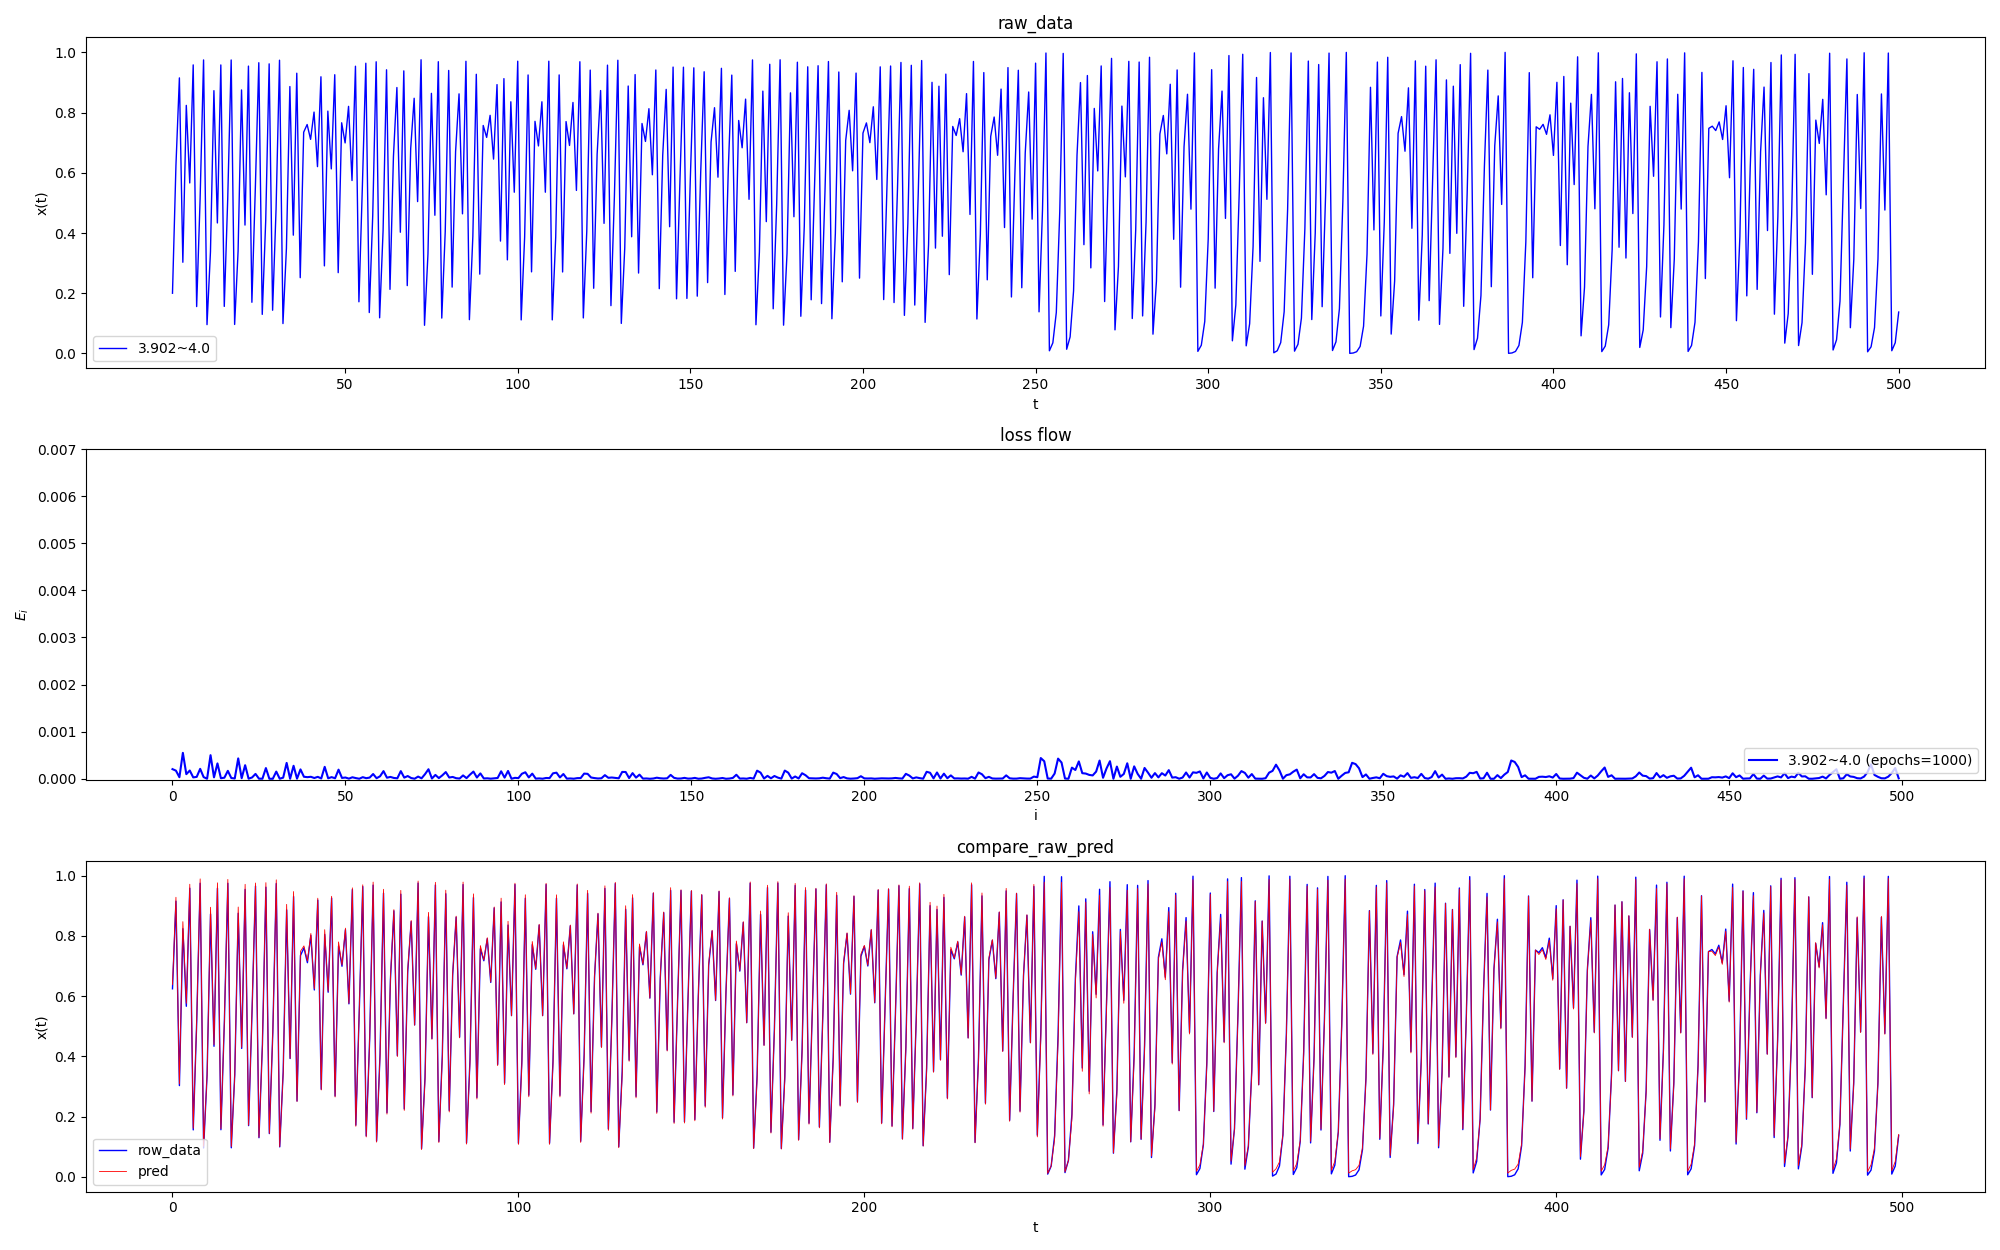 raw_data
1.0
0.8
0.6
0.4
0.2
0.0
x(t)
3.902~4.0
50 100 150 200 250 300 350 400 450 500
t
loss flow
0.007
0.006
0.005
0.004
0.003
0.002
0.001
0.000
E_i
3.902~4.0 (epochs=1000)
0 50 100 150 200 250 300 350 400 450 500
i
compare_raw_pred
1.0
0.8
0.6
0.4
0.2
0.0
x(t)
row_data
pred
0 100 200 300 400 500
t